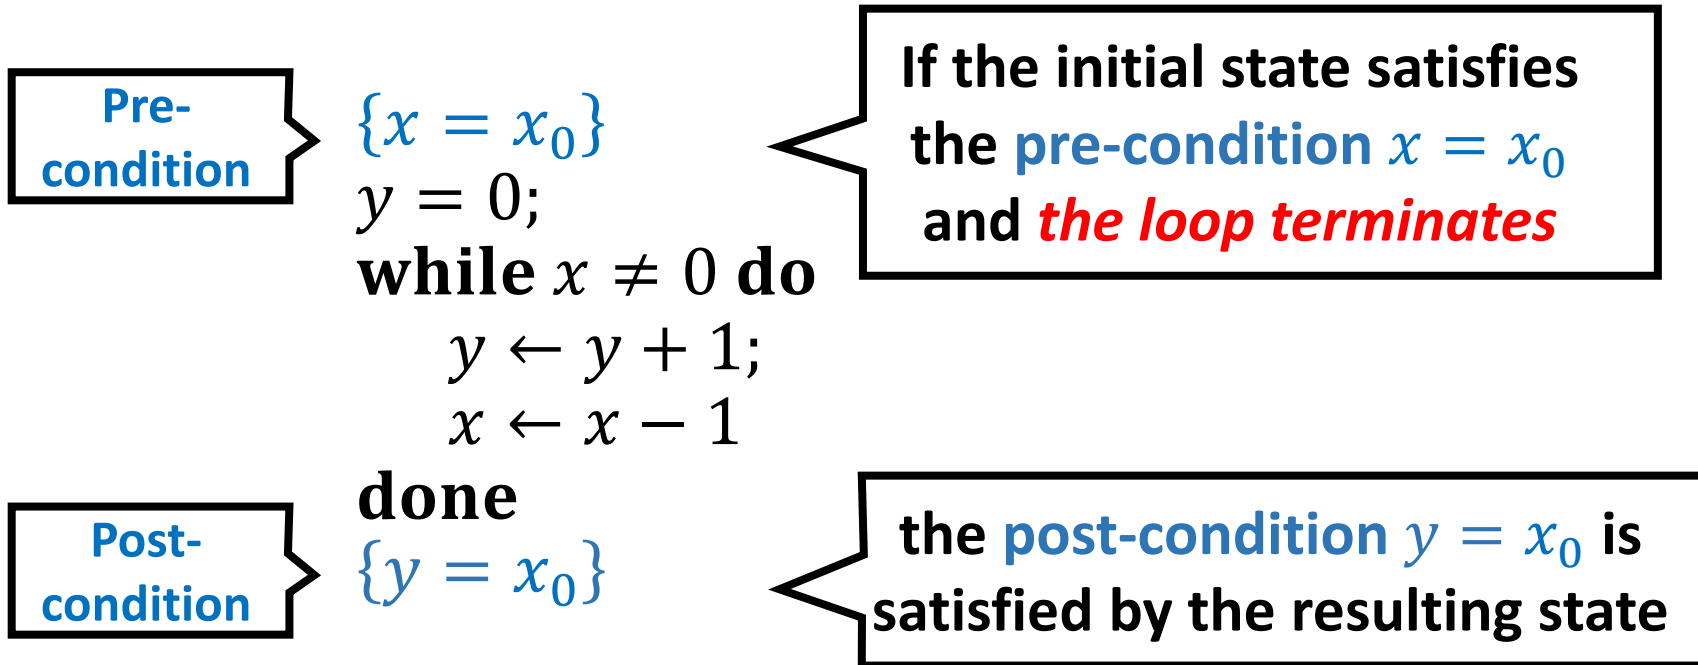 Pre-
condition
{x = x₀}
y = 0;
while x ≠ 0 do
y ← y + 1;
x ← x − 1
done
{y = x₀}
If the initial state satisfies
the pre-condition x = x₀
and the loop terminates
Post-
condition
the post-condition y = x₀ is
satisfied by the resulting state